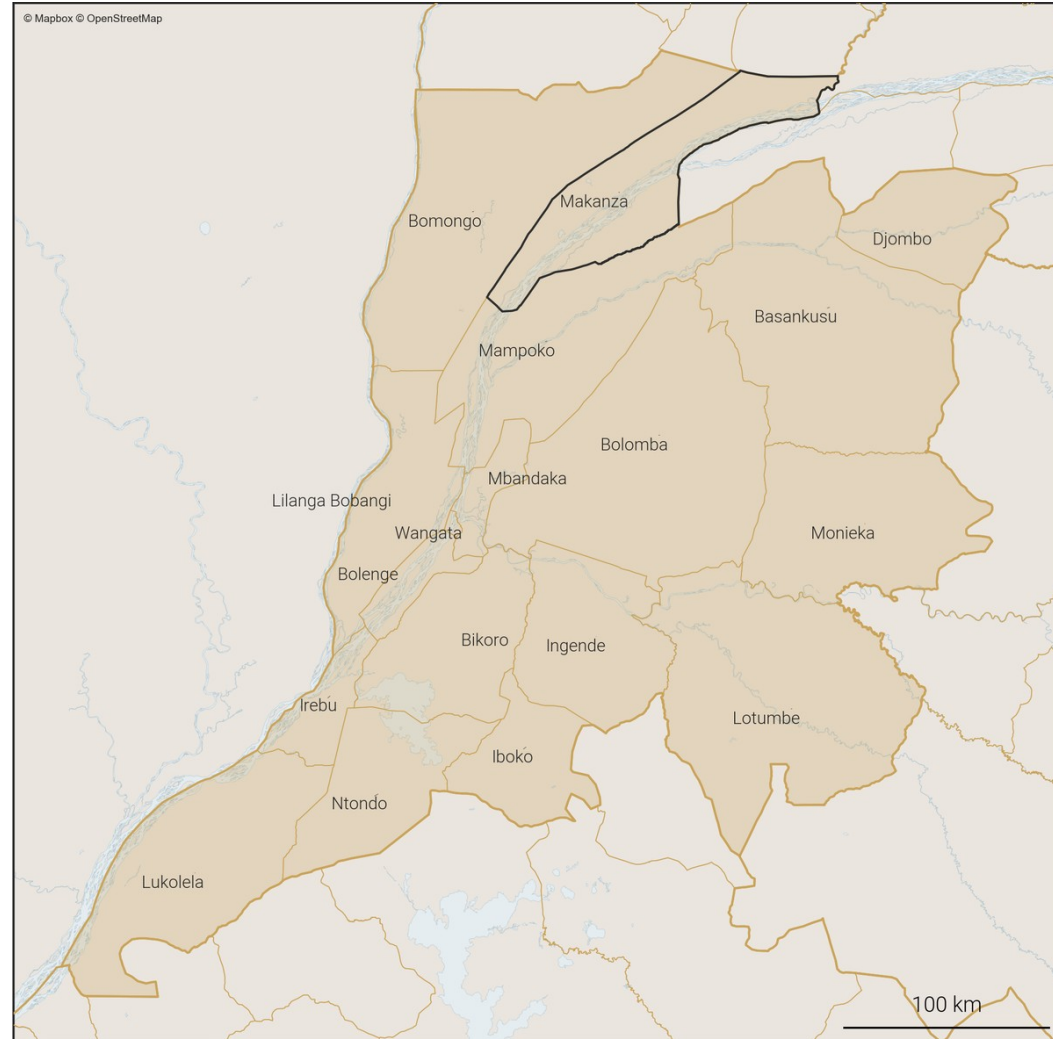 © Mapbox © OpenStreetMap
Makanza
Bomongo
Djombo
Basankusu
Mampoko
Bolomba
Mbandaka
Lilanga Bobangi
Wangata
Monieka
Bolenge
Bikoro
Ingende
Irebu
Lotumbe
Iboko
Ntondo
Lukolela
100 km